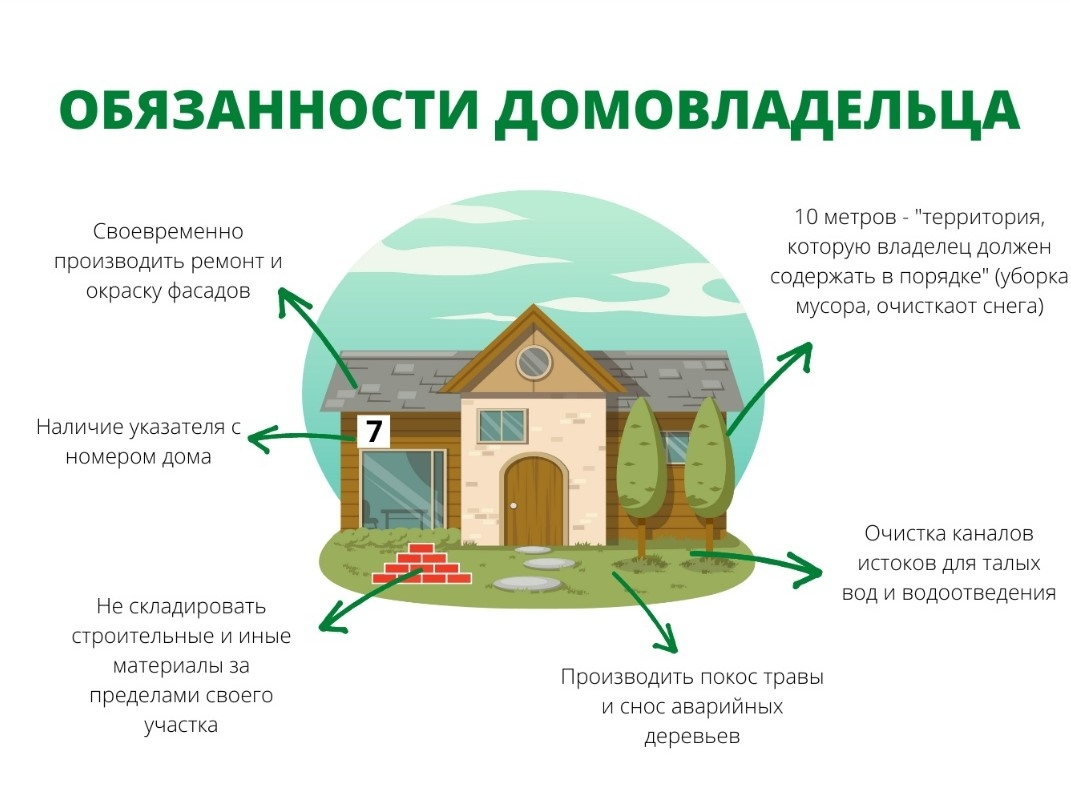 ОБЯЗАННОСТИ ДОМОВЛАДЕЛЬЦА
Своевременно
производить ремонт и
окраску фасадов
10 метров - "территория,
которую владелец должен
содержать в порядке" (уборка
мусора, очисткаот снега)
Наличие указателя с
номером дома
7
Очистка каналов
истоков для талых
вод и водоотведения
Не складировать
строительные и иные
материалы за
пределами своего
участка
Производить покос травы
и снос аварийных
деревьев